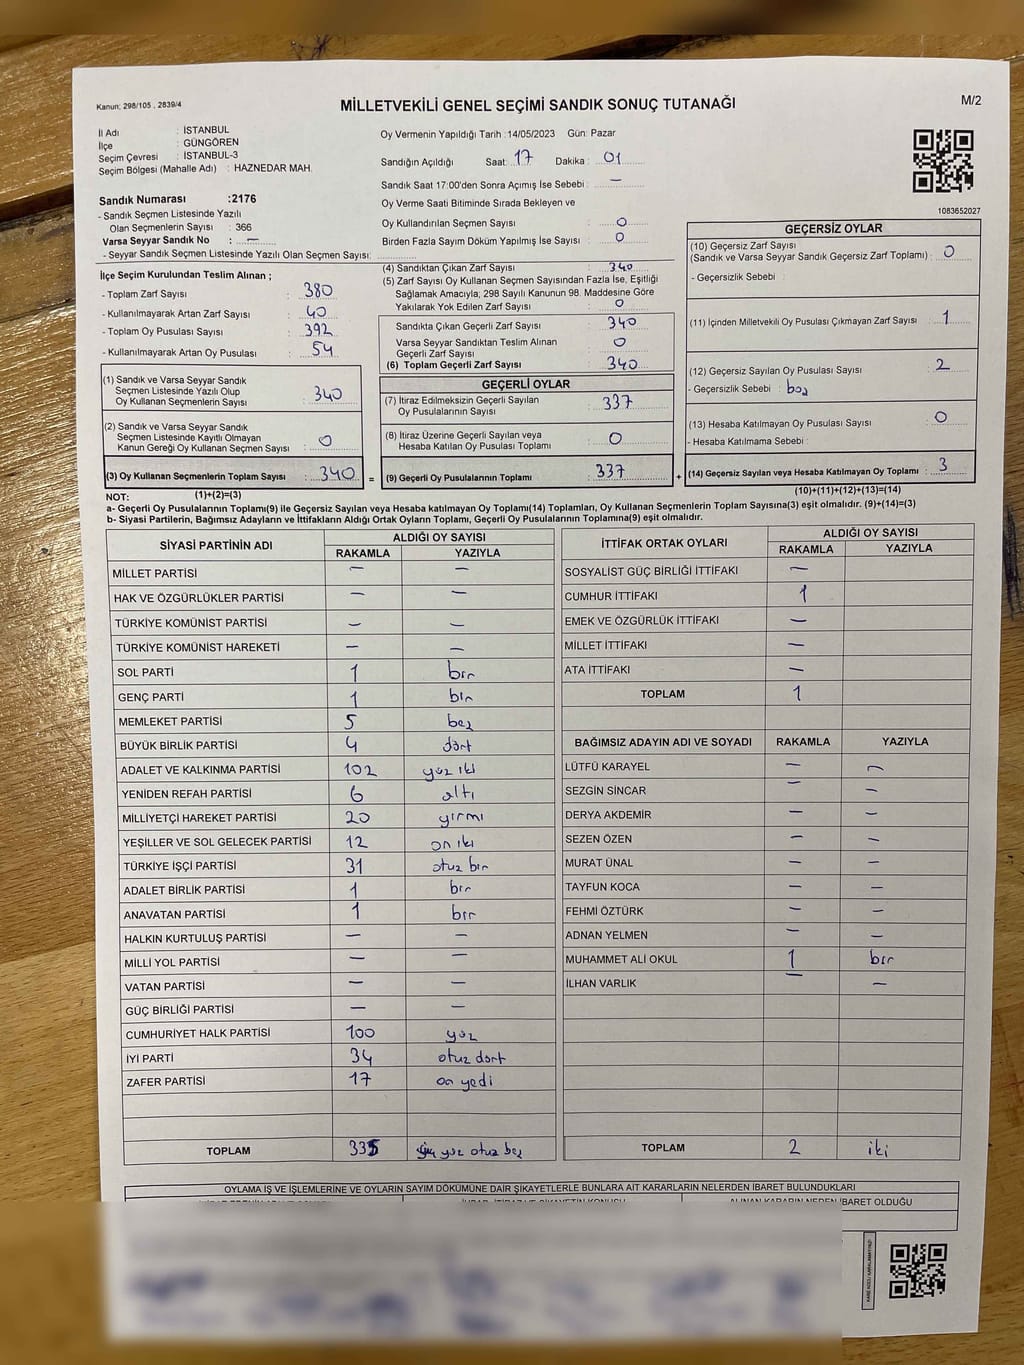 Kanun; 298/105 , 2839/4
MİLLETVEKİLİ GENEL SEÇİMİ SANDIK SONUÇ TUTANAĞI
M/2
İl Adı : İSTANBUL
İlçe : GÜNGÖREN
Seçim Çevresi : İSTANBUL-3
Seçim Bölgesi (Mahalle Adı) : HAZNEDAR MAH.
Sandık Numarası :2176
- Sandık Seçmen Listesinde Yazılı
Olan Seçmenlerin Sayısı : 366
Varsa Seyyar Sandık No : —
- Seyyar Sandık Seçmen Listesinde Yazılı Olan Seçmen Sayısı:
Oy Vermenin Yapıldığı Tarih :14/05/2023 Gün: Pazar
Sandığın Açıldığı Saat: 17 Dakika : 01
Sandık Saat 17:00'den Sonra Açımış İse Sebebi : —
Oy Verme Saati Bitiminde Sırada Bekleyen ve
Oy Kullandırılan Seçmen Sayısı : 0
Birden Fazla Sayım Döküm Yapılmış İse Sayısı : 0
1083652027
İlçe Seçim Kurulundan Teslim Alınan ;
- Toplam Zarf Sayısı : 380
- Kullanılmayarak Artan Zarf Sayısı : 40
- Toplam Oy Pusulası Sayısı : 392
- Kullanılmayarak Artan Oy Pusulası : 54
(4) Sandıktan Çıkan Zarf Sayısı : 340
(5) Zarf Sayısı Oy Kullanan Seçmen Sayısından Fazla İse, Eşitliği
Sağlamak Amacıyla; 298 Sayılı Kanunun 98. Maddesine Göre
Yakılarak Yok Edilen Zarf Sayısı : 0
Sandıkta Çıkan Geçerli Zarf Sayısı : 340
Varsa Seyyar Sandıktan Teslim Alınan
Geçerli Zarf Sayısı : 0
(6) Toplam Geçerli Zarf Sayısı : 340
GEÇERSİZ OYLAR
(10) Geçersiz Zarf Sayısı
(Sandık ve Varsa Seyyar Sandık Geçersiz Zarf Toplamı) : 0
- Geçersizlik Sebebi :
(11) İçinden Milletvekili Oy Pusulası Çıkmayan Zarf Sayısı : 1
(12) Geçersiz Sayılan Oy Pusulası Sayısı : 2
- Geçersizlik Sebebi : boş
(13) Hesaba Katılmayan Oy Pusulası Sayısı : 0
- Hesaba Katılmama Sebebi :
(14) Geçersiz Sayılan veya Hesaba Katılmayan Oy Toplamı : 3
(10)+(11)+(12)+(13)=(14)
(1) Sandık ve Varsa Seyyar Sandık
Seçmen Listesinde Yazılı Olup
Oy Kullanan Seçmenlerin Sayısı : 340
(2) Sandık ve Varsa Seyyar Sandık
Seçmen Listesinde Kayıtlı Olmayan
Kanun Gereği Oy Kullanan Seçmen Sayısı : 0
(3) Oy Kullanan Seçmenlerin Toplam Sayısı : 340 =
(1)+(2)=(3)
GEÇERLİ OYLAR
(7) İtiraz Edilmeksizin Geçerli Sayılan
Oy Pusulalarının Sayısı : 337
(8) İtiraz Üzerine Geçerli Sayılan veya
Hesaba Katılan Oy Pusulası Toplamı : 0
(9) Geçerli Oy Pusulalarının Toplamı : 337 +
NOT:
a- Geçerli Oy Pusulalarının Toplamı(9) ile Geçersiz Sayılan veya Hesaba katılmayan Oy Toplamı(14) Toplamları, Oy Kullanan Seçmenlerin Toplam Sayısına(3) eşit olmalıdır. (9)+(14)=(3)
b- Siyasi Partilerin, Bağımsız Adayların ve İttifakların Aldığı Ortak Oyların Toplamı, Geçerli Oy Pusulalarının Toplamına(9) eşit olmalıdır.
SİYASİ PARTİNİN ADI ALDIĞI OY SAYISI
RAKAMLA YAZIYLA
MİLLET PARTİSİ — —
HAK VE ÖZGÜRLÜKLER PARTİSİ — —
TÜRKİYE KOMÜNİST PARTİSİ — —
TÜRKİYE KOMÜNİST HAREKETİ — —
SOL PARTİ 1 bir
GENÇ PARTİ 1 bir
MEMLEKET PARTİSİ 5 beş
BÜYÜK BİRLİK PARTİSİ 4 dört
ADALET VE KALKINMA PARTİSİ 102 yüz iki
YENİDEN REFAH PARTİSİ 6 altı
MİLLİYETÇİ HAREKET PARTİSİ 20 yirmi
YEŞİLLER VE SOL GELECEK PARTİSİ 12 on iki
TÜRKİYE İŞÇİ PARTİSİ 31 otuz bir
ADALET BİRLİK PARTİSİ 1 bir
ANAVATAN PARTİSİ 1 bir
HALKIN KURTULUŞ PARTİSİ — —
MİLLİ YOL PARTİSİ — —
VATAN PARTİSİ — —
GÜÇ BİRLİĞİ PARTİSİ — —
CUMHURİYET HALK PARTİSİ 100 yüz
İYİ PARTİ 34 otuz dört
ZAFER PARTİSİ 17 on yedi
TOPLAM 335 üç yüz otuz beş
İTTİFAK ORTAK OYLARI ALDIĞI OY SAYISI
RAKAMLA YAZIYLA
SOSYALİST GÜÇ BİRLİĞİ İTTİFAKI —
CUMHUR İTTİFAKI 1
EMEK VE ÖZGÜRLÜK İTTİFAKI —
MİLLET İTTİFAKI —
ATA İTTİFAKI —
TOPLAM 1
BAĞIMSIZ ADAYIN ADI VE SOYADI RAKAMLA YAZIYLA
LÜTFÜ KARAYEL — —
SEZGİN SİNCAR — —
DERYA AKDEMİR — —
SEZEN ÖZEN — —
MURAT ÜNAL — —
TAYFUN KOCA — —
FEHMİ ÖZTÜRK — —
ADNAN YELMEN — —
MUHAMMET ALİ OKUL 1 bir
İLHAN VARLIK — —
TOPLAM 2 iki
OYLAMA İŞ VE İŞLEMLERİNE VE OYLARIN SAYIM DÖKÜMÜNE DAİR ŞİKAYETLERLE BUNLARA AİT KARARLARIN NELERDEN İBARET BULUNDUKLARI
ALINAN KARARIN NEDEN İBARET OLDUĞU